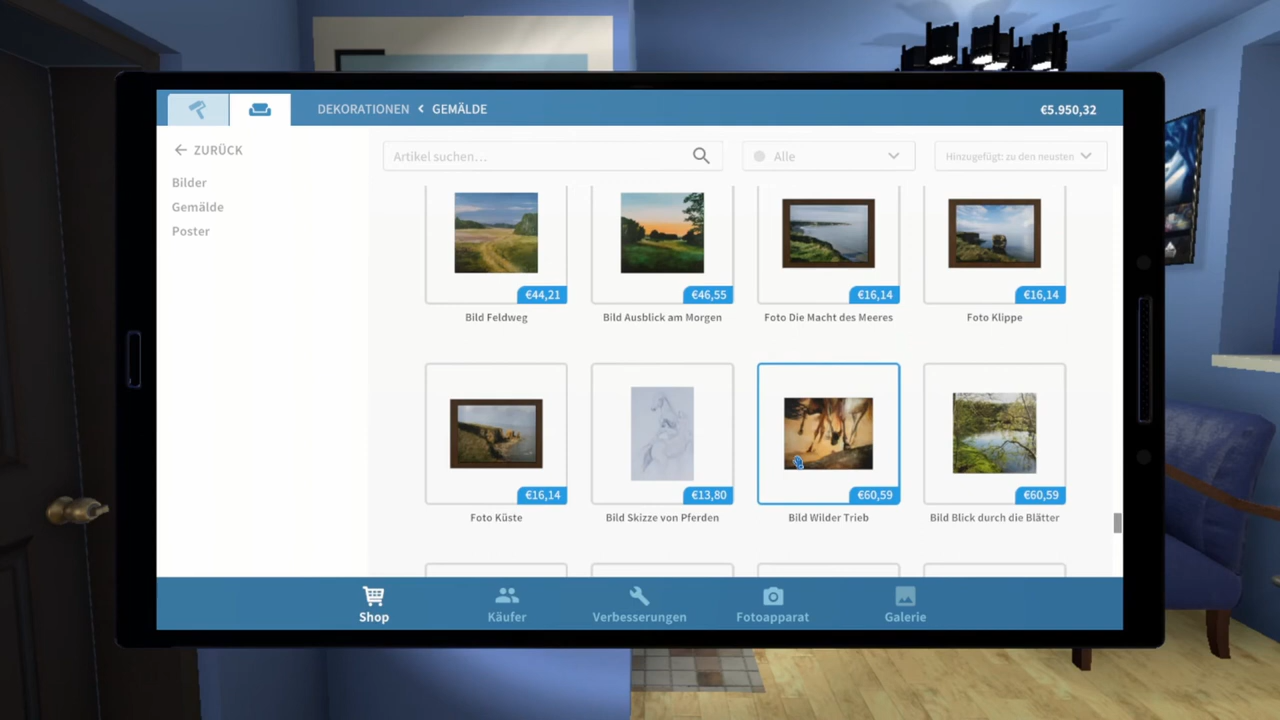 DEKORATIONEN < GEMÄLDE
€5.950,32
ZURÜCK
Artikel suchen...
Alle
Hinzugefügt: zu den neusten
Bilder
Gemälde
Poster
€44,21
€46,55
€16,14
€16,14
Bild Feldweg
Bild Ausblick am Morgen
Foto Die Macht des Meeres
Foto Klippe
€16,14
€13,80
€60,59
€60,59
Foto Küste
Bild Skizze von Pferden
Bild Wilder Trieb
Bild Blick durch die Blätter
Shop
Käufer
Verbesserungen
Fotoapparat
Galerie